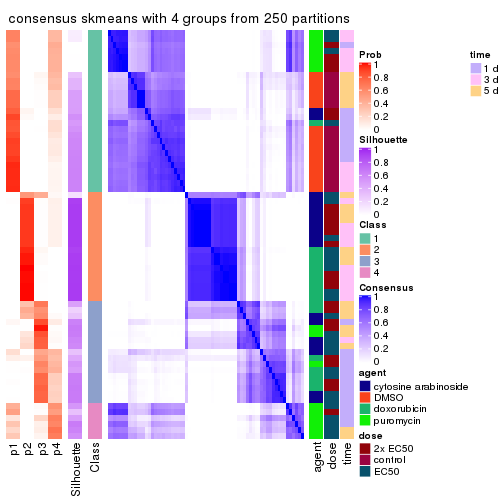 consensus skmeans with 4 groups from 250 partitions
Prob
1
0.8
0.6
0.4
0.2
0
time
1 d
3 d
5 d
Silhouette
1
0.8
0.6
0.4
0.2
0
Class
1
2
3
4
Consensus
1
0.8
0.6
0.4
0.2
0
agent
cytosine arabinoside
DMSO
doxorubicin
puromycin
dose
2x EC50
control
EC50
p1
p2
p3
p4
Silhouette
Class
agent
dose
time